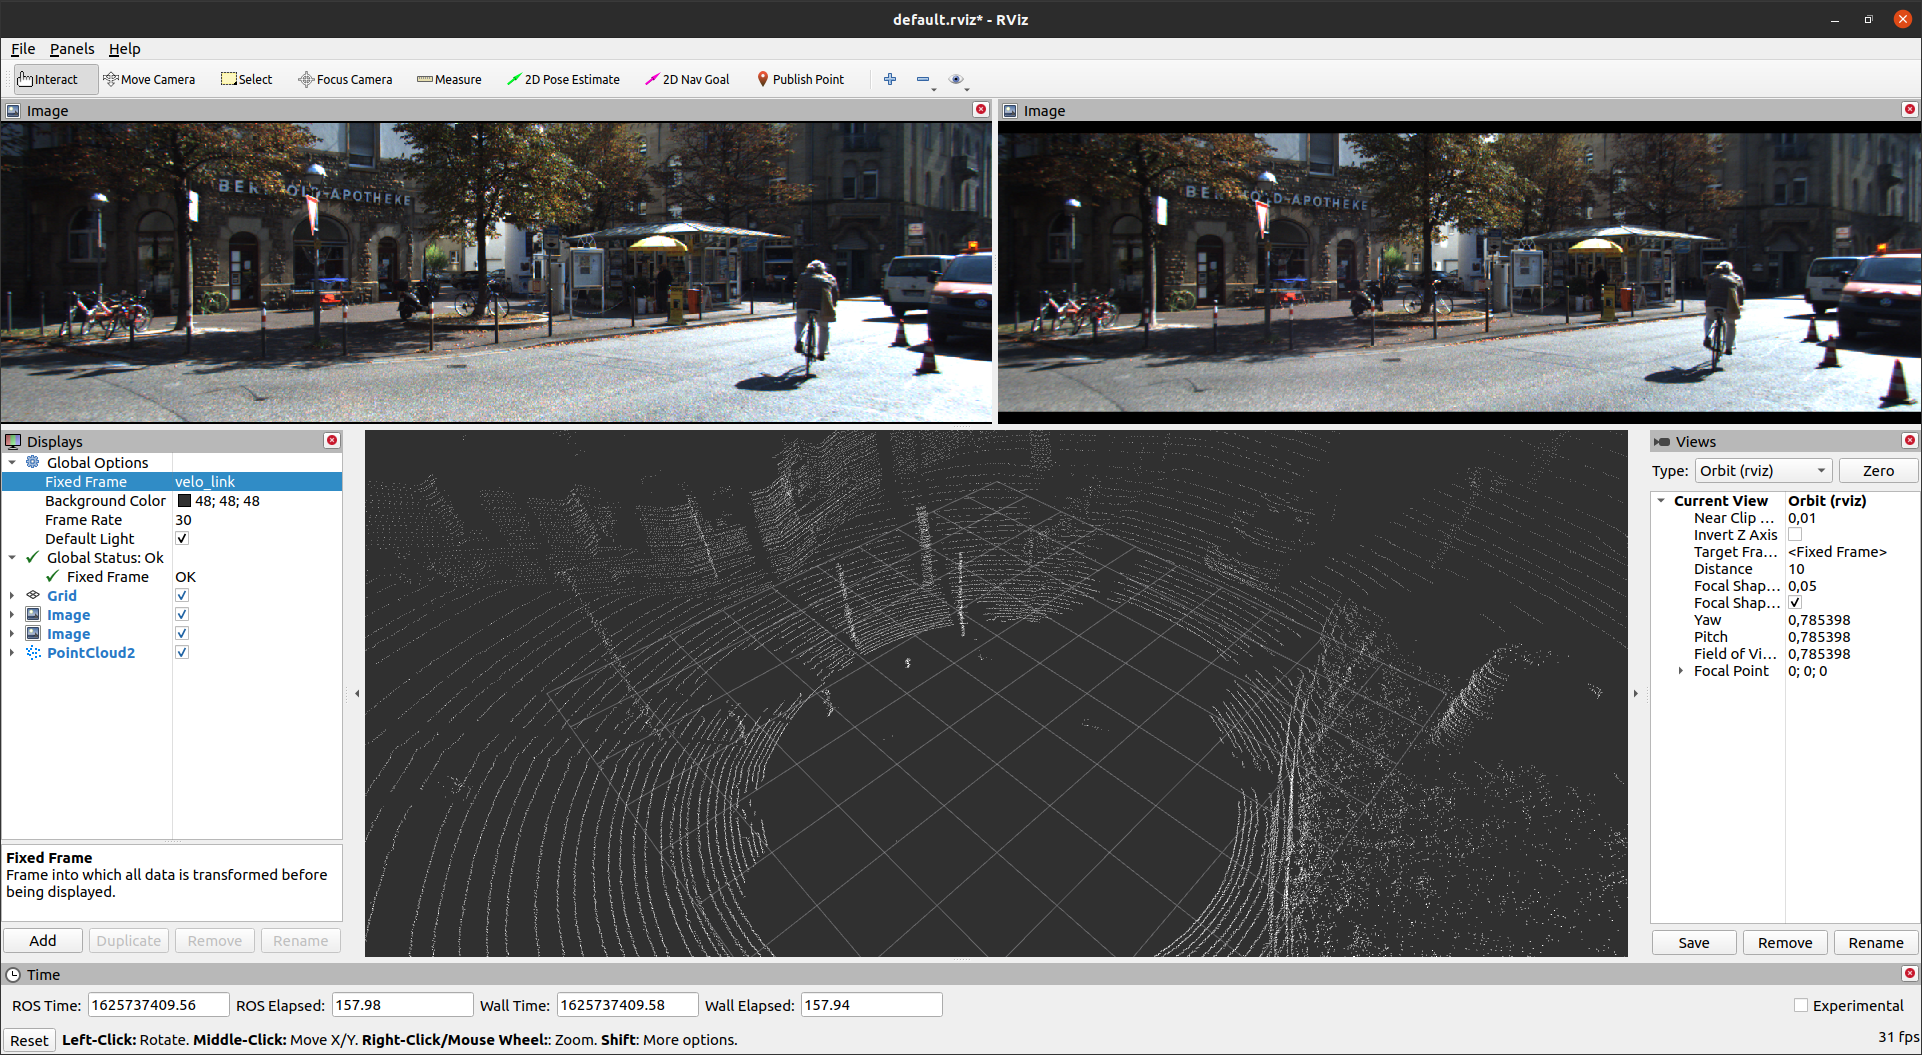 default.rviz* - RViz
File Panels Help
Interact Move Camera Select Focus Camera Measure 2D Pose Estimate 2D Nav Goal Publish Point
Image
Image
BERTHOLD-APOTHEKE
BERTHOLD-APOTHEKE
Displays
Global Options
Fixed Frame velo_link
Background Color 48; 48; 48
Frame Rate 30
Default Light
Global Status: Ok
Fixed Frame OK
Grid
Image
Image
PointCloud2
Fixed Frame
Frame into which all data is transformed before
being displayed.
Add Duplicate Remove Rename
Views
Type: Orbit (rviz) Zero
Current View Orbit (rviz)
Near Clip ... 0,01
Invert Z Axis
Target Fra... <Fixed Frame>
Distance 10
Focal Shap... 0,05
Focal Shap...
Yaw 0,785398
Pitch 0,785398
Field of Vi... 0,785398
Focal Point 0; 0; 0
Save Remove Rename
Time
ROS Time: 1625737409.56 ROS Elapsed: 157.98 Wall Time: 1625737409.58 Wall Elapsed: 157.94 Experimental
Reset Left-Click: Rotate. Middle-Click: Move X/Y. Right-Click/Mouse Wheel:: Zoom. Shift: More options. 31 fps